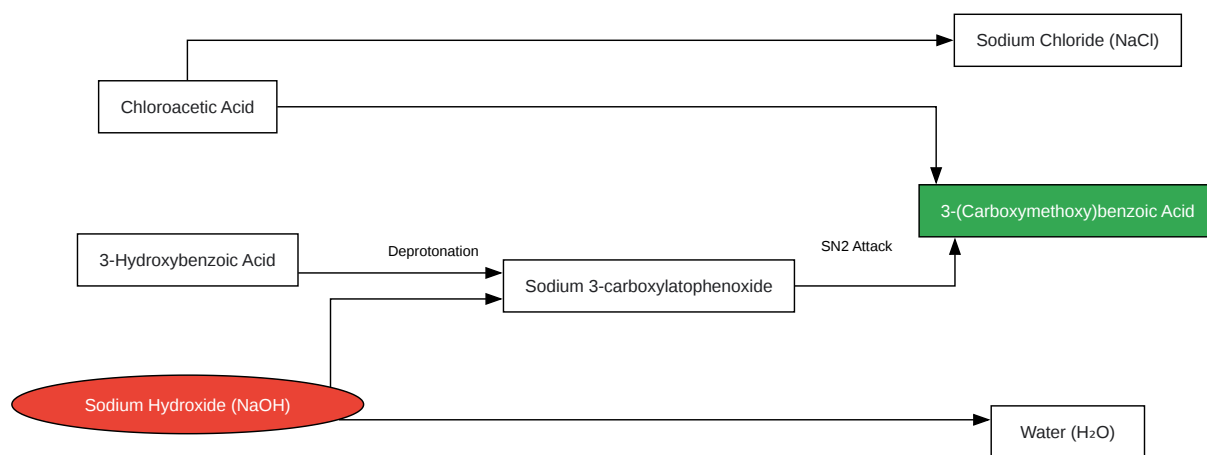 Sodium Chloride (NaCl)
Chloroacetic Acid
3-(Carboxymethoxy)benzoic Acid
3-Hydroxybenzoic Acid
Deprotonation
SN2 Attack
Sodium 3-carboxylatophenoxide
Sodium Hydroxide (NaOH)
Water (H₂O)